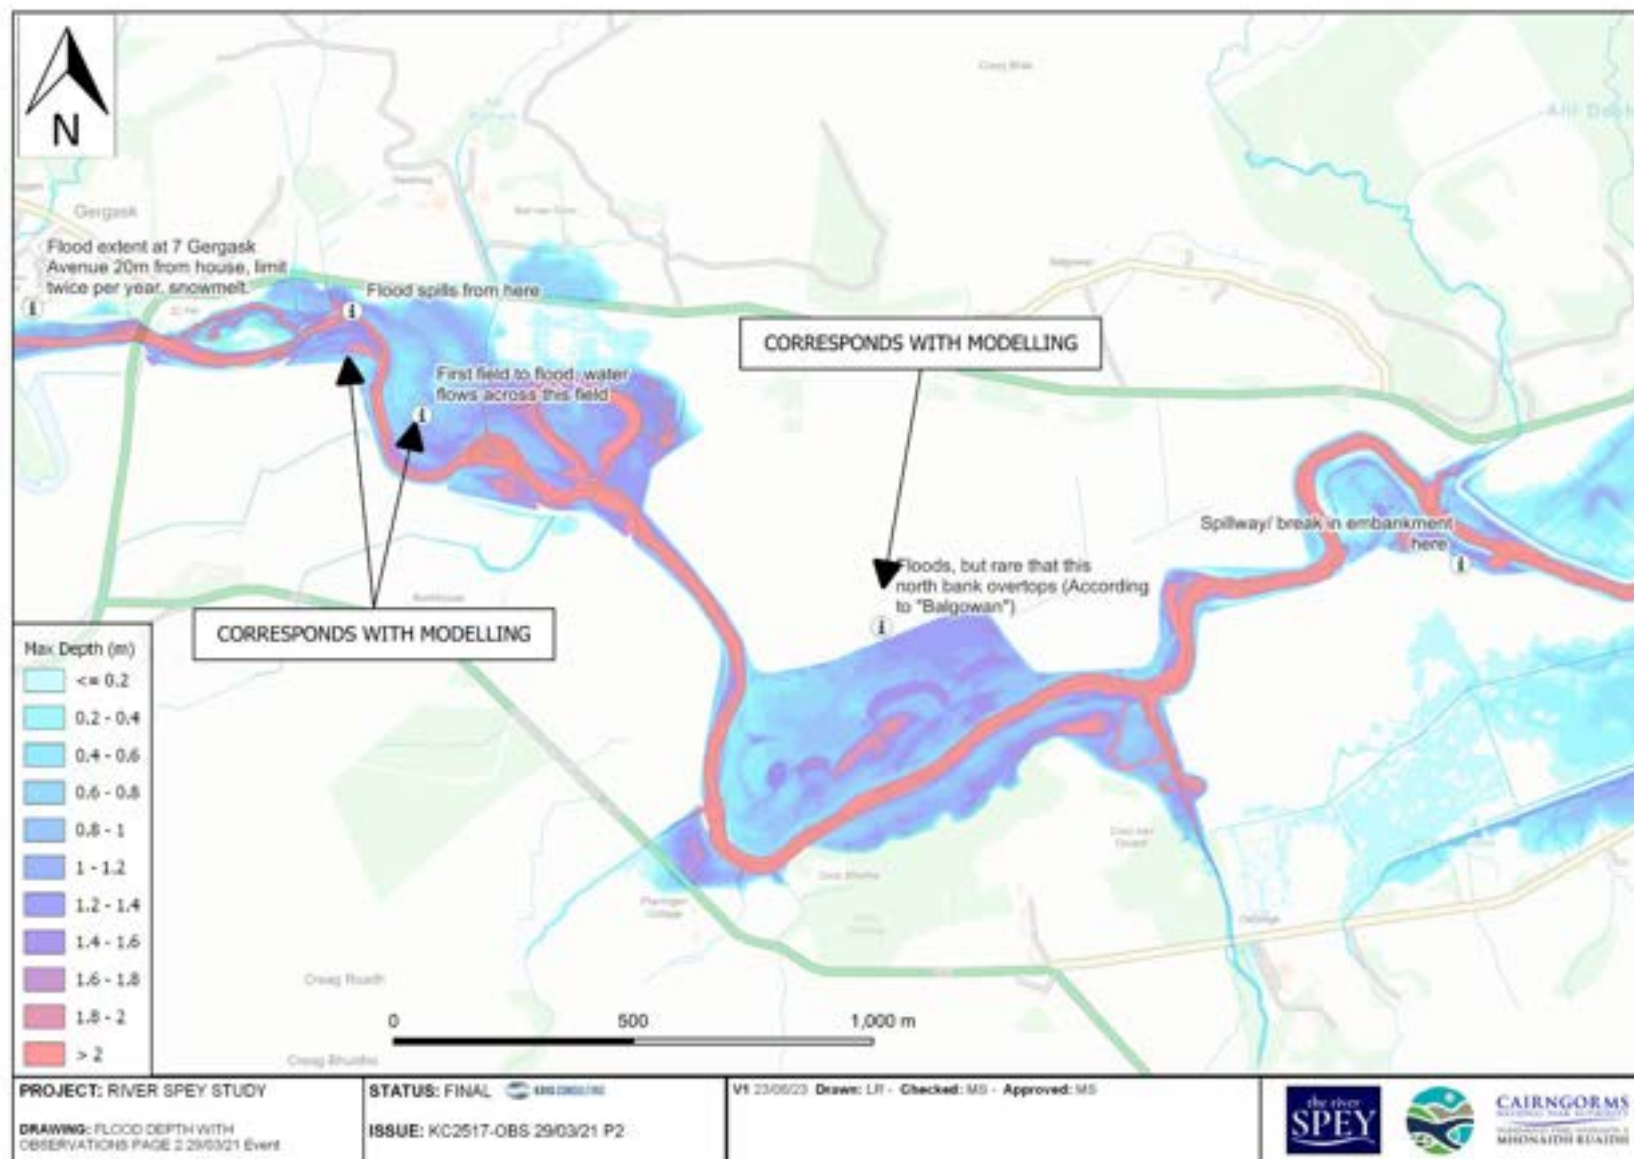 N
Gergask
Flood extent at 7 Gergask
Avenue 20m from house, limit
twice per year, snowmelt.
Flood spills from here
First field to flood, water
flows across this field
CORRESPONDS WITH MODELLING
Spillway/ break in embankment
here
Floods, but rare that this
north bank overtops (According
to "Balgowan")
CORRESPONDS WITH MODELLING
Max Depth (m)
<= 0.2
0.2 - 0.4
0.4 - 0.6
0.6 - 0.8
0.8 - 1
1 - 1.2
1.2 - 1.4
1.4 - 1.6
1.6 - 1.8
1.8 - 2
> 2
Creag Ruadh
0 500 1,000 m
PROJECT: RIVER SPEY STUDY
DRAWING: FLOOD DEPTH WITH
OBSERVATIONS PAGE 2 29/03/21 Event
STATUS: FINAL
ISSUE: KC2517-OBS 29/03/21 P2
V1 23/06/23 Drawn: LR - Checked: MS - Approved: MS
the river
SPEY
CAIRNGORMS